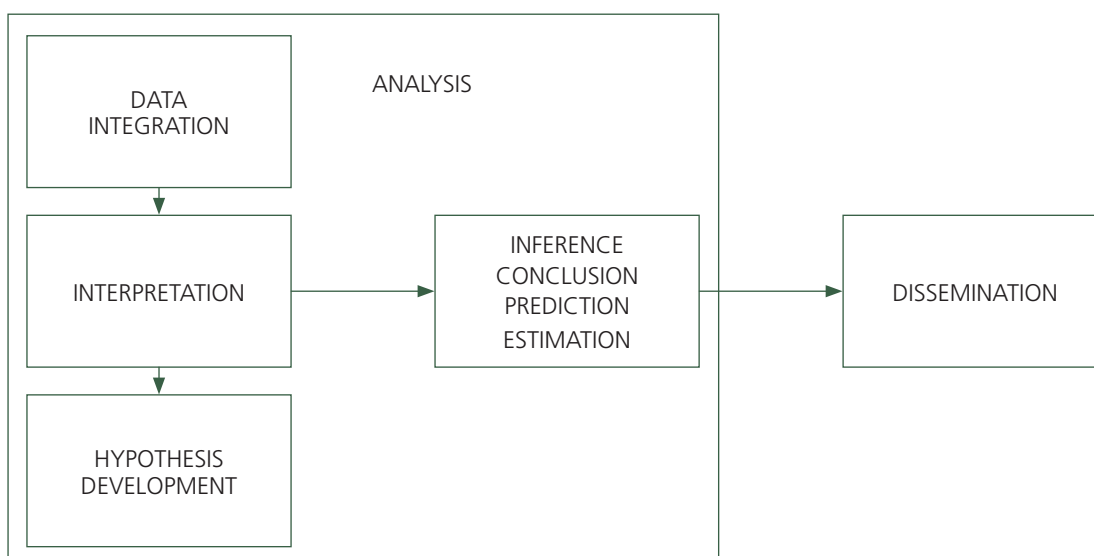 ANALYSIS
DATA
INTEGRATION
INTERPRETATION
HYPOTHESIS
DEVELOPMENT
INFERENCE
CONCLUSION
PREDICTION
ESTIMATION
DISSEMINATION